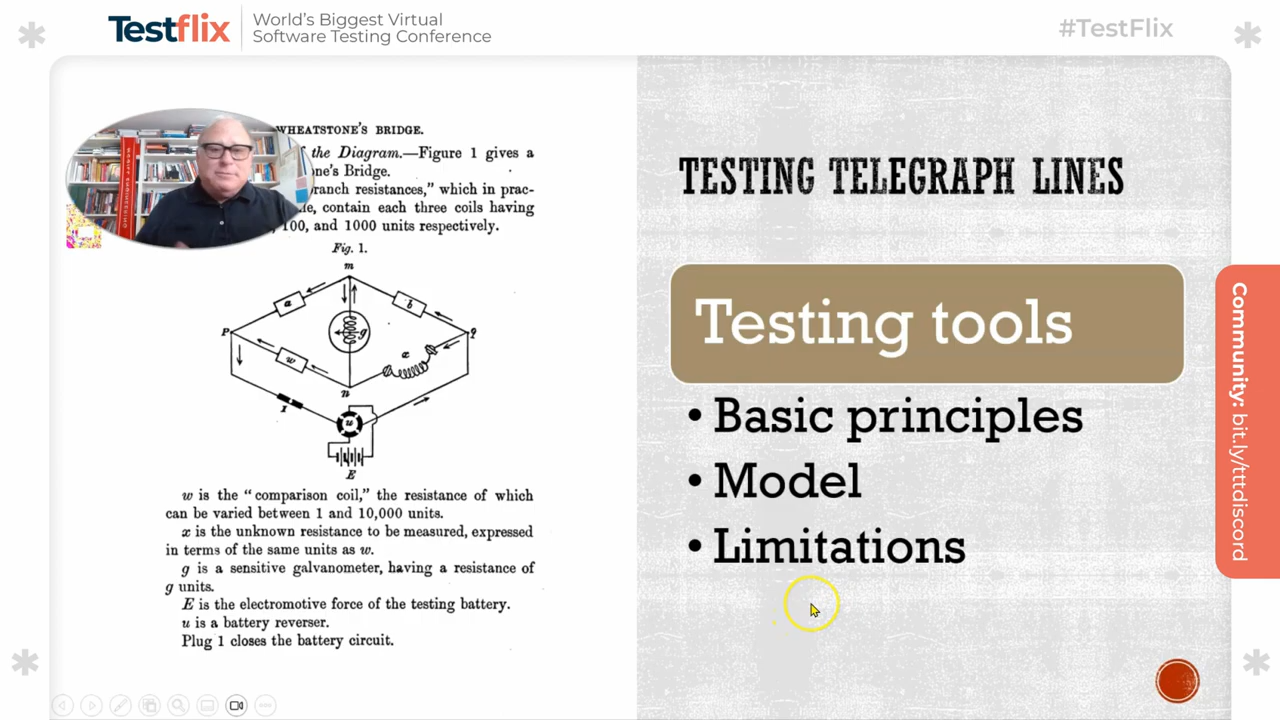 Testflix
World's Biggest Virtual
Software Testing Conference
#TestFlix
WHEATSTONE'S BRIDGE.
the Diagram.—Figure 1 gives a
ne's Bridge.
ranch resistances," which in prac-
contain each three coils having
100, and 1000 units respectively.
Fig. 1.
m
a
b
P
g
q
w
x
n
1
u
E
w is the "comparison coil," the resistance of which
can be varied between 1 and 10,000 units.
x is the unknown resistance to be measured, expressed
in terms of the same units as w.
g is a sensitive galvanometer, having a resistance of
g units.
E is the electromotive force of the testing battery.
u is a battery reverser.
Plug 1 closes the battery circuit.
TESTING TELEGRAPH LINES
Testing tools
• Basic principles
• Model
• Limitations
Community: bit.ly/tttdiscord